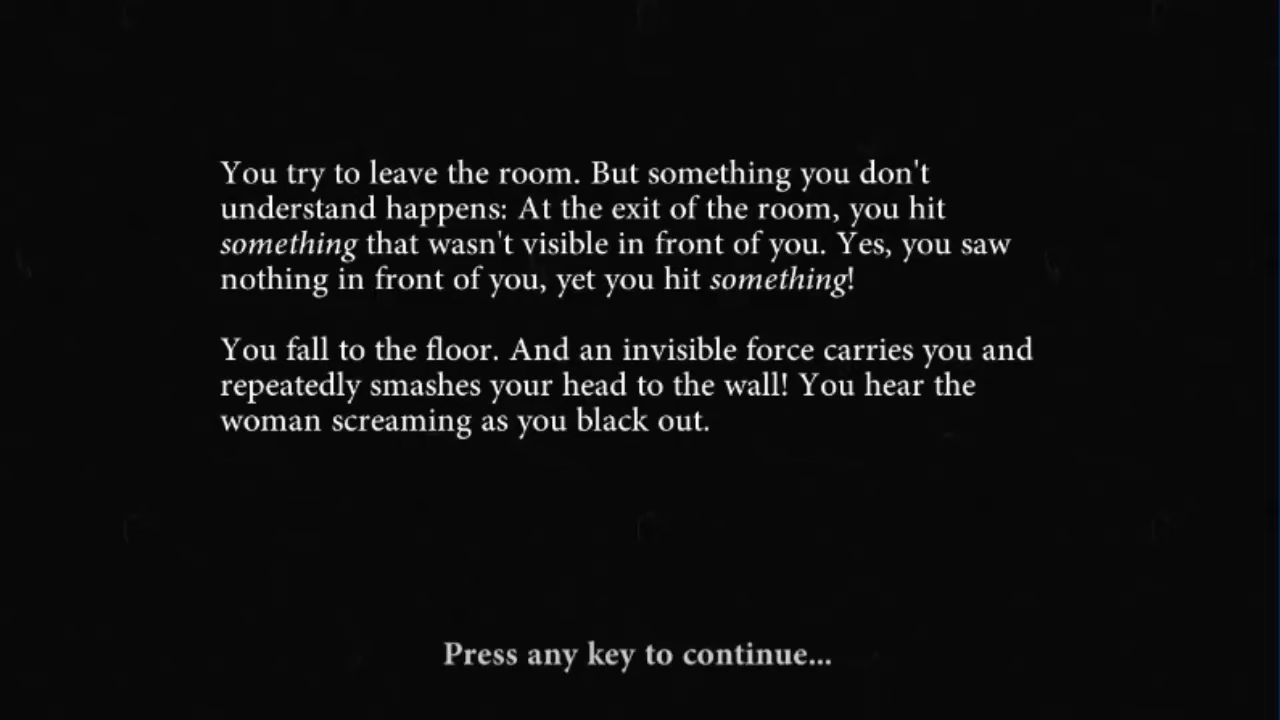 You try to leave the room. But something you don't
understand happens: At the exit of the room, you hit
something that wasn't visible in front of you. Yes, you saw
nothing in front of you, yet you hit something!
You fall to the floor. And an invisible force carries you and
repeatedly smashes your head to the wall! You hear the
woman screaming as you black out.
Press any key to continue...